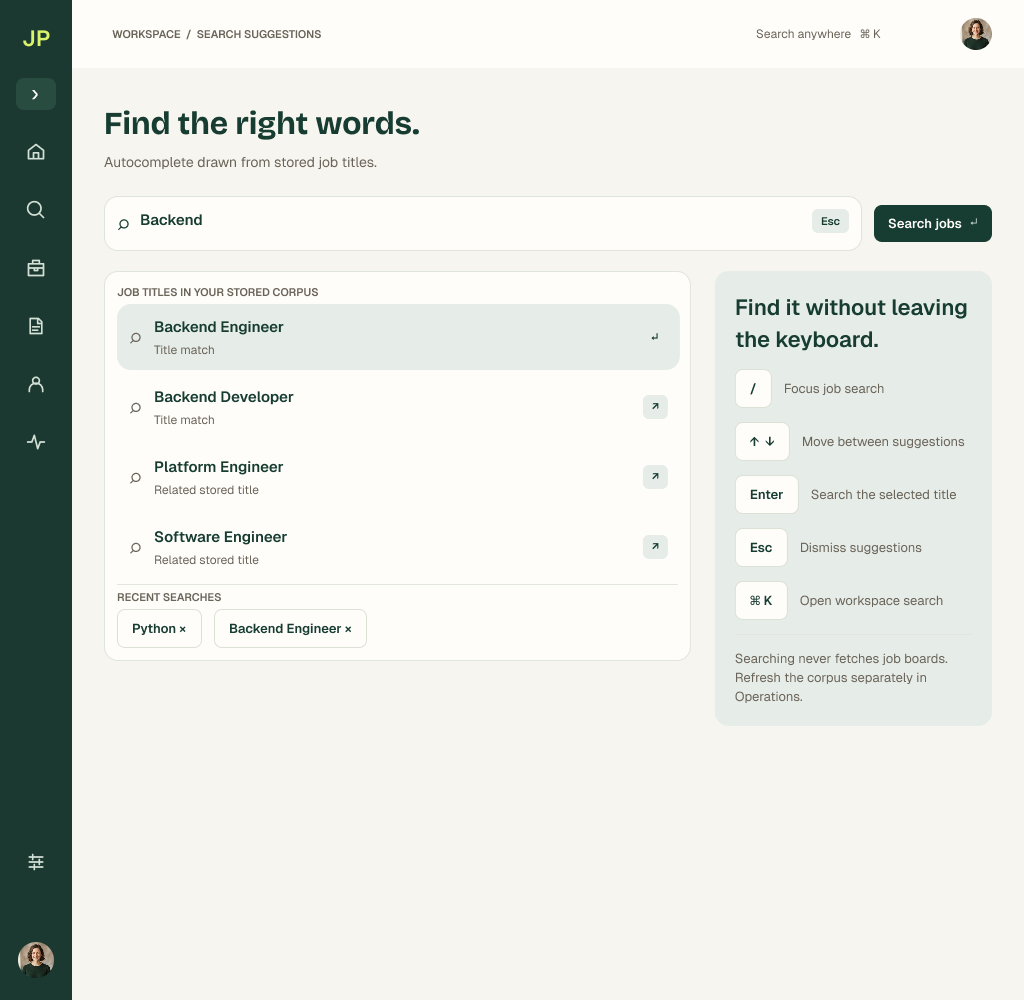 JP
WORKSPACE / SEARCH SUGGESTIONS
Search anywhere ⌘ K
Find the right words.
Autocomplete drawn from stored job titles.
Backend
Esc
Search jobs ↵
JOB TITLES IN YOUR STORED CORPUS
Backend Engineer
Title match
Backend Developer
Title match
Platform Engineer
Related stored title
Software Engineer
Related stored title
RECENT SEARCHES
Python ×
Backend Engineer ×
Find it without leaving
the keyboard.
/ Focus job search
↑ ↓ Move between suggestions
Enter Search the selected title
Esc Dismiss suggestions
⌘ K Open workspace search
Searching never fetches job boards.
Refresh the corpus separately in
Operations.